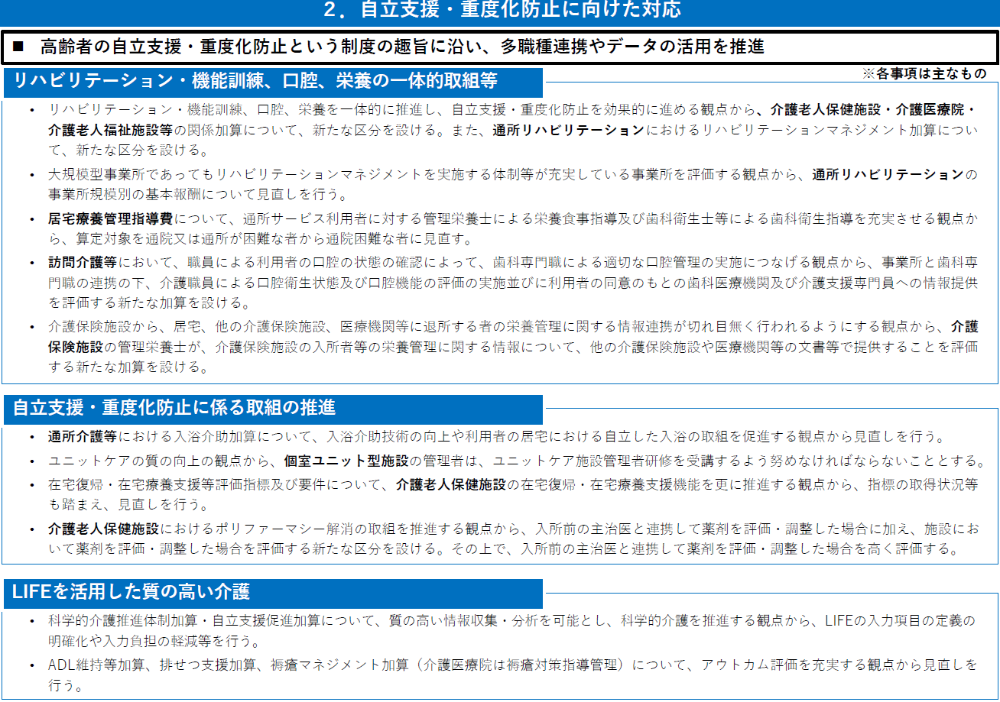 ２．自立支援・重度化防止に向けた対応
■ 高齢者の自立支援・重度化防止という制度の趣旨に沿い、多職種連携やデータの活用を推進
※各事項は主なもの
リハビリテーション・機能訓練、口腔、栄養の一体的取組等
• リハビリテーション・機能訓練、口腔、栄養を一体的に推進し、自立支援・重度化防止を効果的に進める観点から、介護老人保健施設・介護医療院・
介護老人福祉施設等の関係加算について、新たな区分を設ける。また、通所リハビリテーションにおけるリハビリテーションマネジメント加算につい
て、新たな区分を設ける。
• 大規模型事業所であってもリハビリテーションマネジメントを実施する体制等が充実している事業所を評価する観点から、通所リハビリテーションの
事業所規模別の基本報酬について見直しを行う。
• 居宅療養管理指導費について、通所サービス利用者に対する管理栄養士による栄養食事指導及び歯科衛生士等による歯科衛生指導を充実させる観点か
ら、算定対象を通院又は通所が困難な者から通院困難な者に見直す。
• 訪問介護等において、職員による利用者の口腔の状態の確認によって、歯科専門職による適切な口腔管理の実施につなげる観点から、事業所と歯科専
門職の連携の下、介護職員による口腔衛生状態及び口腔機能の評価の実施並びに利用者の同意のもとの歯科医療機関及び介護支援専門員への情報提供
を評価する新たな加算を設ける。
• 介護保険施設から、居宅、他の介護保険施設、医療機関等に退所する者の栄養管理に関する情報連携が切れ目無く行われるようにする観点から、介護
保険施設の管理栄養士が、介護保険施設の入所者等の栄養管理に関する情報について、他の介護保険施設や医療機関等の文書等で提供することを評価
する新たな加算を設ける。
自立支援・重度化防止に係る取組の推進
• 通所介護等における入浴介助加算について、入浴介助技術の向上や利用者の居宅における自立した入浴の取組を促進する観点から見直しを行う。
• ユニットケアの質の向上の観点から、個室ユニット型施設の管理者は、ユニットケア施設管理者研修を受講するよう努めなければならないこととする。
• 在宅復帰・在宅療養支援等評価指標及び要件について、介護老人保健施設の在宅復帰・在宅療養支援機能を更に推進する観点から、指標の取得状況等
も踏まえ、見直しを行う。
• 介護老人保健施設におけるポリファーマシー解消の取組を推進する観点から、入所前の主治医と連携して薬剤を評価・調整した場合に加え、施設にお
いて薬剤を評価・調整した場合を評価する新たな区分を設ける。その上で、入所前の主治医と連携して薬剤を評価・調整した場合を高く評価する。
LIFEを活用した質の高い介護
• 科学的介護推進体制加算・自立支援促進加算について、質の高い情報収集・分析を可能とし、科学的介護を推進する観点から、LIFEの入力項目の定義の
明確化や入力負担の軽減等を行う。
• ADL維持等加算、排せつ支援加算、褥瘡マネジメント加算（介護医療院は褥瘡対策指導管理）について、アウトカム評価を充実する観点から見直しを
行う。